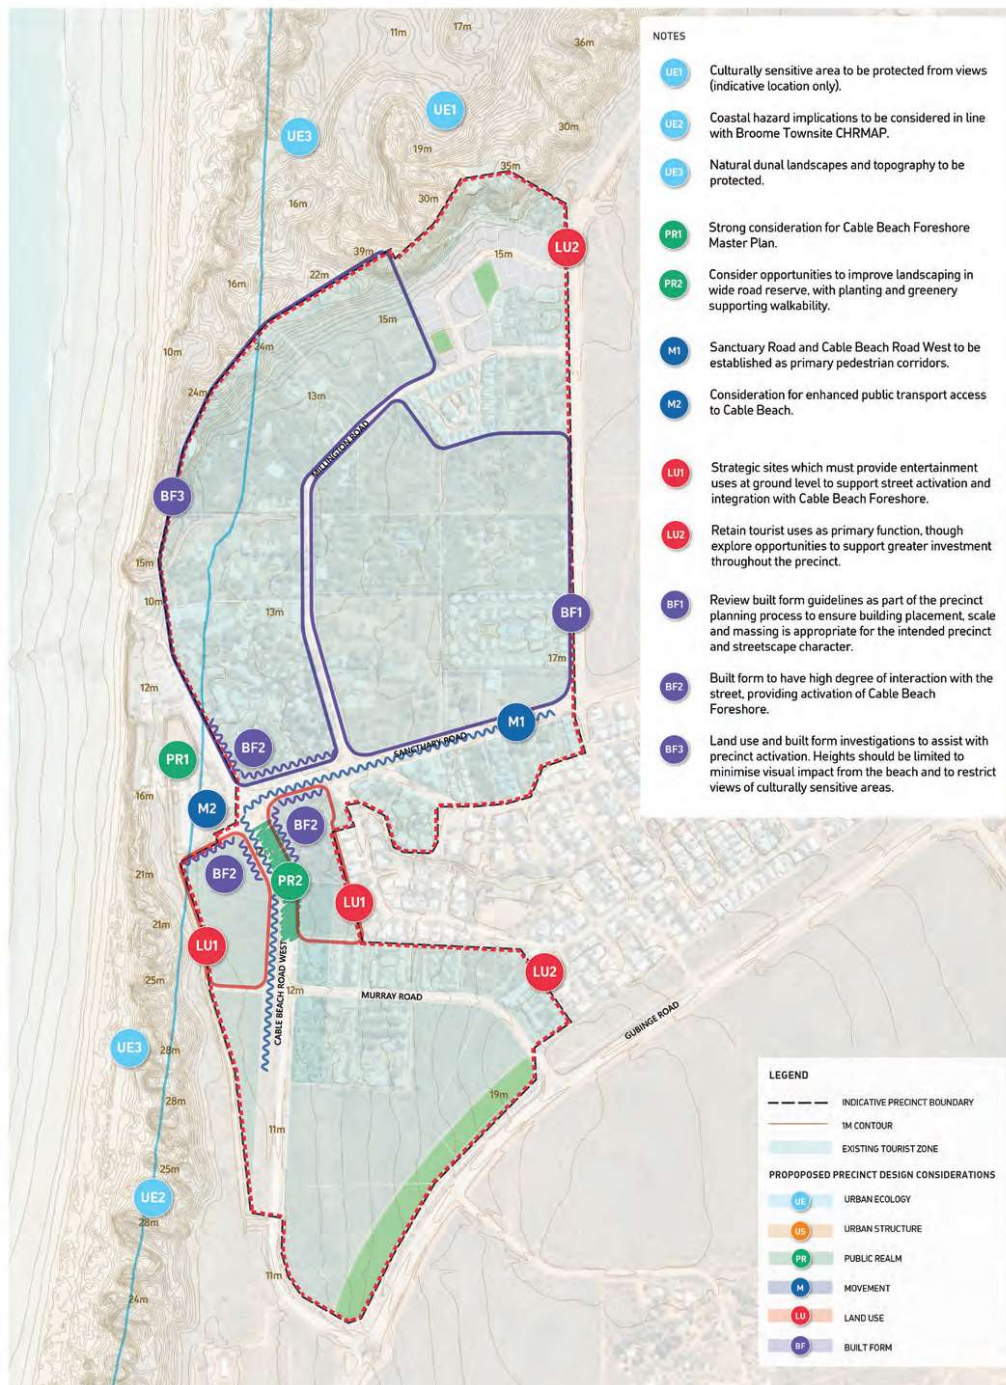 NOTES
UE1
Culturally sensitive area to be protected from views
(indicative location only).
UE2
Coastal hazard implications to be considered in line
with Broome Townsite CHRMAP.
UE3
Natural dunal landscapes and topography to be
protected.
PR1
Strong consideration for Cable Beach Foreshore
Master Plan.
PR2
Consider opportunities to improve landscaping in
wide road reserve, with planting and greenery
supporting walkability.
M1
Sanctuary Road and Cable Beach Road West to be
established as primary pedestrian corridors.
M2
Consideration for enhanced public transport access
to Cable Beach.
LU1
Strategic sites which must provide entertainment
uses at ground level to support street activation and
integration with Cable Beach Foreshore.
LU2
Retain tourist uses as primary function, though
explore opportunities to support greater investment
throughout the precinct.
BF1
Review built form guidelines as part of the precinct
planning process to ensure building placement, scale
and massing is appropriate for the intended precinct
and streetscape character.
BF2
Built form to have high degree of interaction with the
street, providing activation of Cable Beach
Foreshore.
BF3
Land use and built form investigations to assist with
precinct activation. Heights should be limited to
minimise visual impact from the beach and to restrict
views of culturally sensitive areas.
11m
17m
36m
UE1
UE3
30m
19m
35m
30m
16m
LU2
39m
15m
22m
16m
15m
10m
24m
13m
24m
MILLINGTON ROAD
BF3
15m
10m
13m
BF1
17m
12m
M1
SANCTUARY ROAD
BF2
PR1
16m
M2
BF2
21m
BF2
PR2
LU1
21m
LU1
25m
LU2
CABLE BEACH ROAD WEST
12m
MURRAY ROAD
GUBINGE ROAD
UE3
28m
19m
28m
11m
25m
UE2
28m
11m
24m
LEGEND
INDICATIVE PRECINCT BOUNDARY
1M CONTOUR
EXISTING TOURIST ZONE
PROPOPOSED PRECINCT DESIGN CONSIDERATIONS
UE URBAN ECOLOGY
US URBAN STRUCTURE
PR PUBLIC REALM
M MOVEMENT
LU LAND USE
BF BUILT FORM